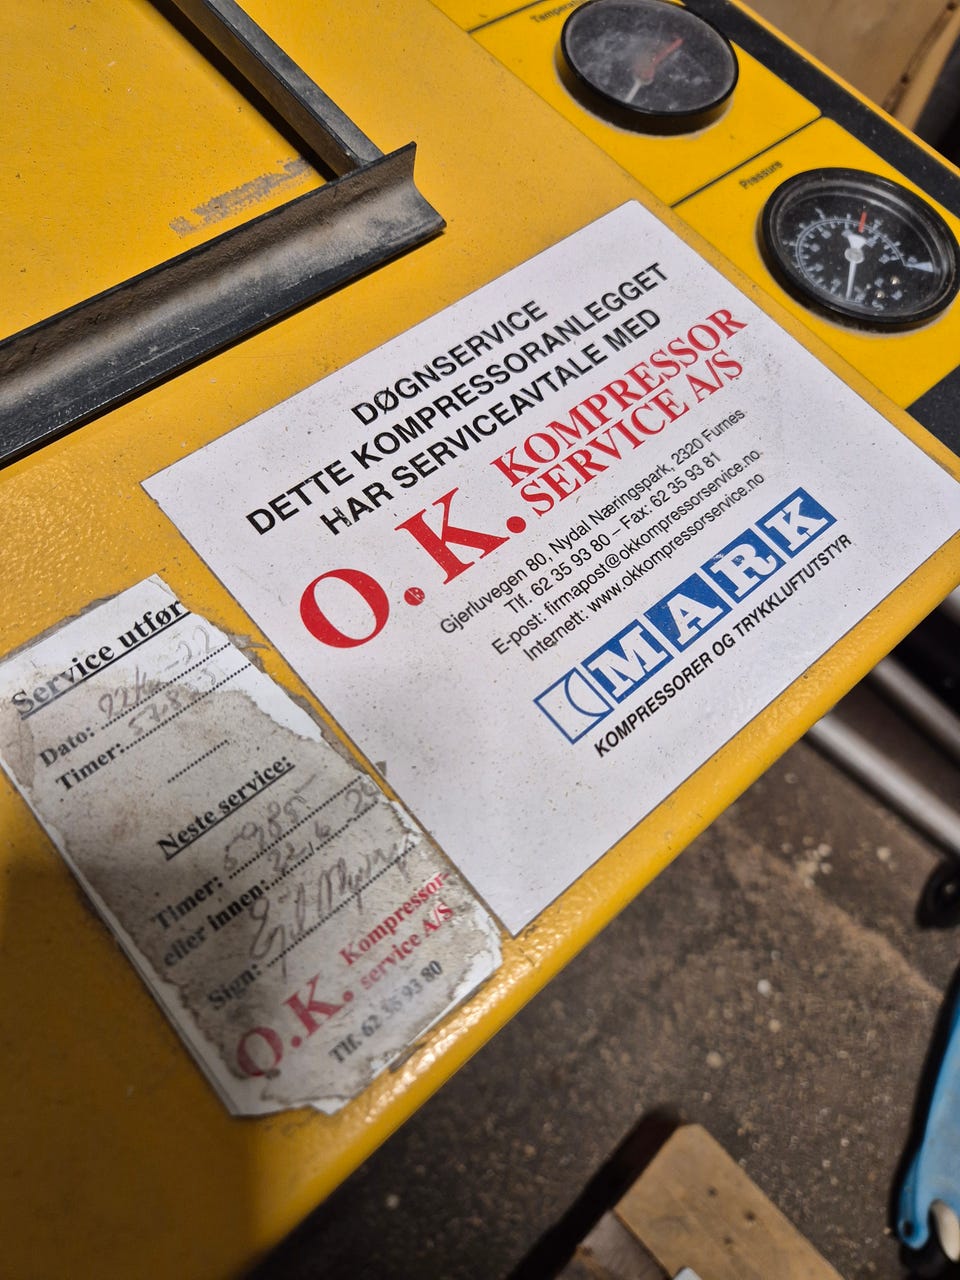 Pressure
DØGNSERVICE
DETTE KOMPRESSORANLEGGET
HAR SERVICEAVTALE MED
O.K. KOMPRESSOR
SERVICE A/S
Gjerluvegen 80, Nydal Næringspark, 2320 Furnes
Tlf. 62 35 93 80 – Fax: 62 35 93 81
E-post: firmapost@okkompressorservice.no
Internett: www.okkompressorservice.no
MARK
KOMPRESSORER OG TRYKKLUFTUTSTYR
Service utfør
Dato:
Timer:
Neste service:
Timer:
eller innen:
Sign:
O.K. Kompressor-
service A/S
Tlf. 62 35 93 80